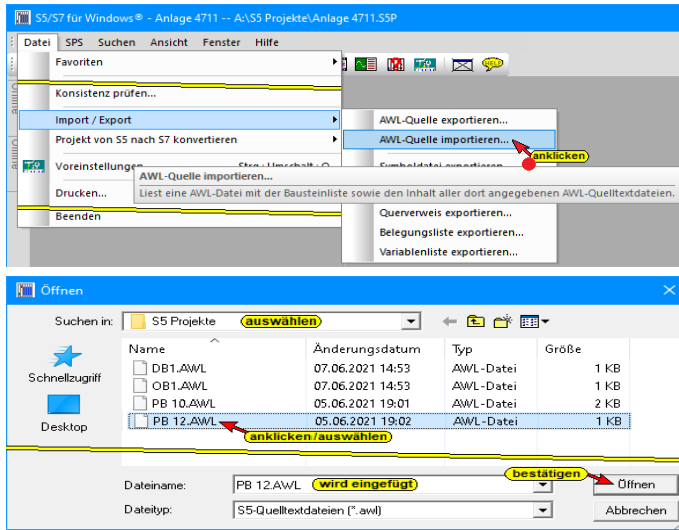 S5/S7 für Windows® - Anlage 4711 -- A:\S5 Projekte\Anlage 4711.S5P
Datei SPS Suchen Ansicht Fenster Hilfe
Favoriten
HELP
Konsistenz prüfen...
Import / Export
AWL-Quelle exportieren...
Projekt von S5 nach S7 konvertieren
AWL-Quelle importieren...
anklicken)
Voreinstellungen
AWL-Quelle importieren...
Liest eine AWL-Datei mit der Bausteinliste sowie den Inhalt aller dort angegebenen AWL-Quelltextdateien.
Drucken...
Beenden
Querverweis exportieren...
Belegungsliste exportieren...
Variablenliste exportieren...
Öffnen
Suchen in: S5 Projekte (auswählen)
Schnellzugriff
Desktop
Name Änderungsdatum Typ Größe
DB1.AWL 07.06.2021 14:53 AWL-Datei 1 KB
OB1.AWL 07.06.2021 14:53 AWL-Datei 1 KB
PB 10.AWL 05.06.2021 19:01 AWL-Datei 2 KB
PB 12.AWL 05.06.2021 19:02 AWL-Datei 1 KB
(anklicken/auswählen)
(bestätigen)
Dateiname: PB 12.AWL (wird eingefügt) Öffnen
Dateityp: S5-Quelltextdateien (*.awl) Abbrechen